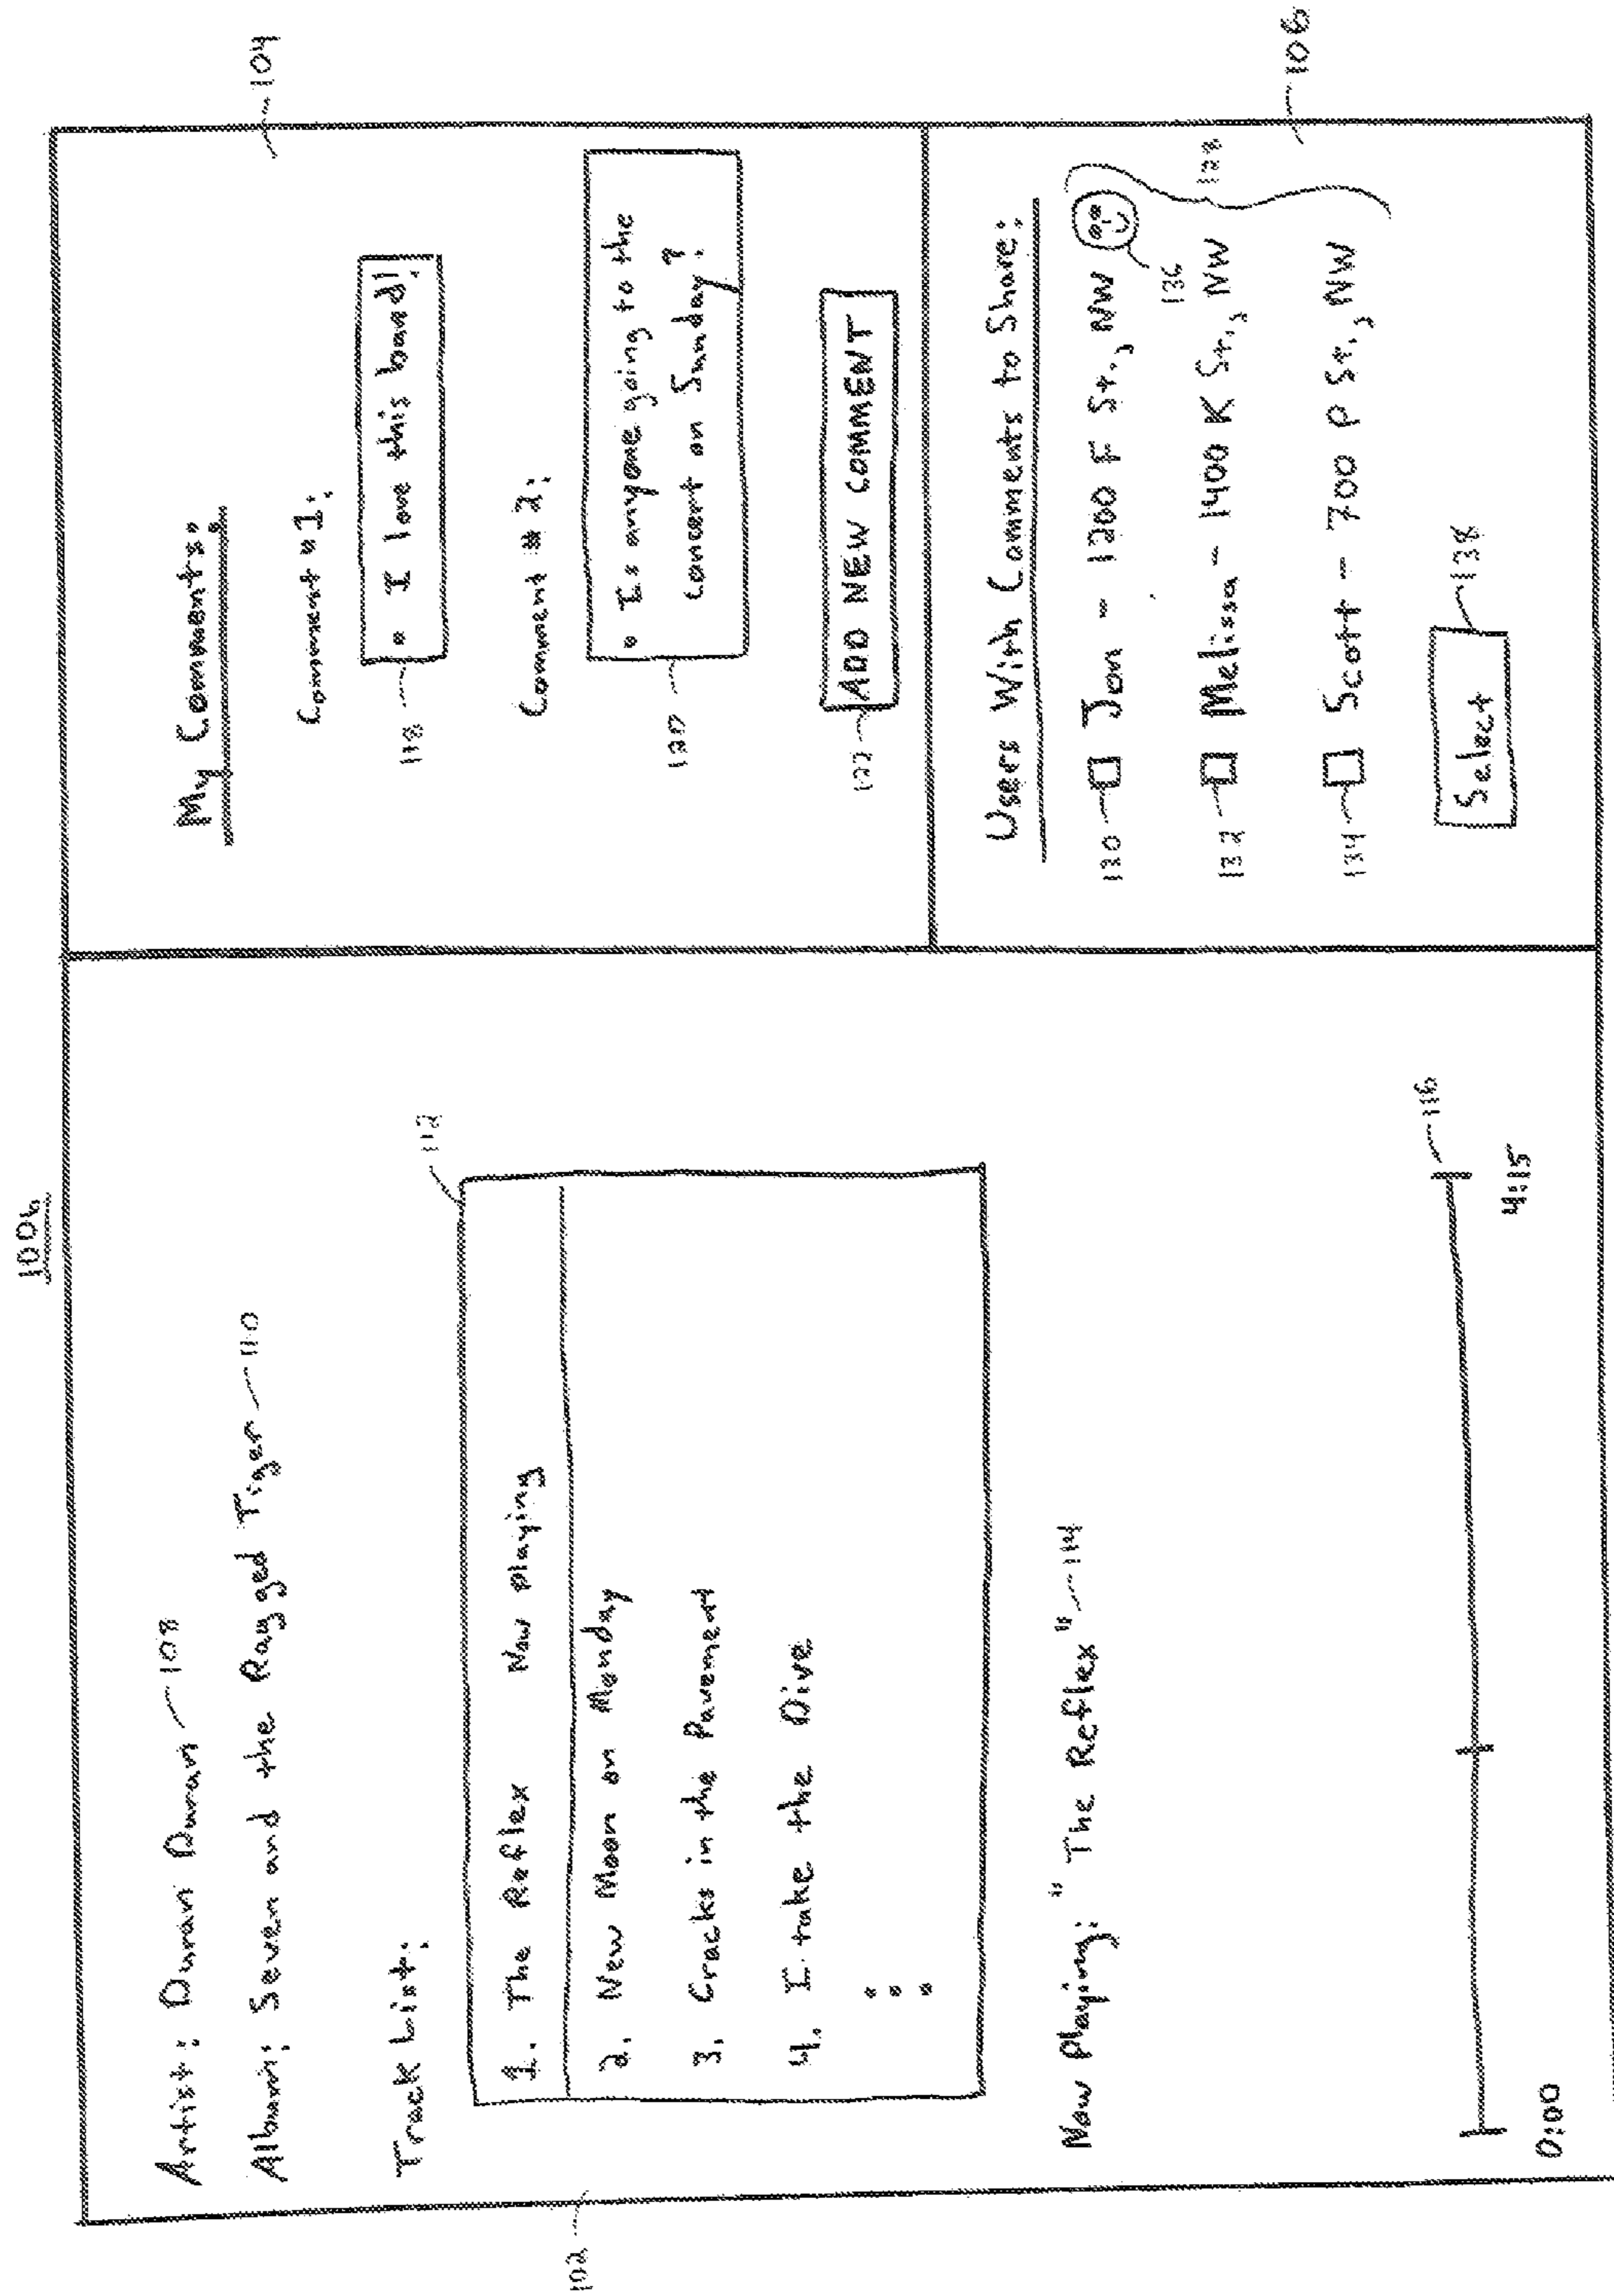 100b
102
Artist: Duran Duran 108
Album: Seven and the Ragged Tiger 110
Track List:
112
1. The Reflex Now Playing
2. New Moon on Monday
3. Cracks in the Pavement
4. I take the Dive
Now Playing: "The Reflex" 114
116
0:00 4:15
104
My Comments:
Comment #1:
118 • I love this band!
Comment #2:
120 • Is anyone going to the
concert on Sunday?
122 ADD NEW COMMENT
106
Users With Comments to Share:
130 Jon - 1200 F St., NW
136
128
132 Melissa - 1400 K St., NW
134 Scott - 700 P St., NW
Select 138